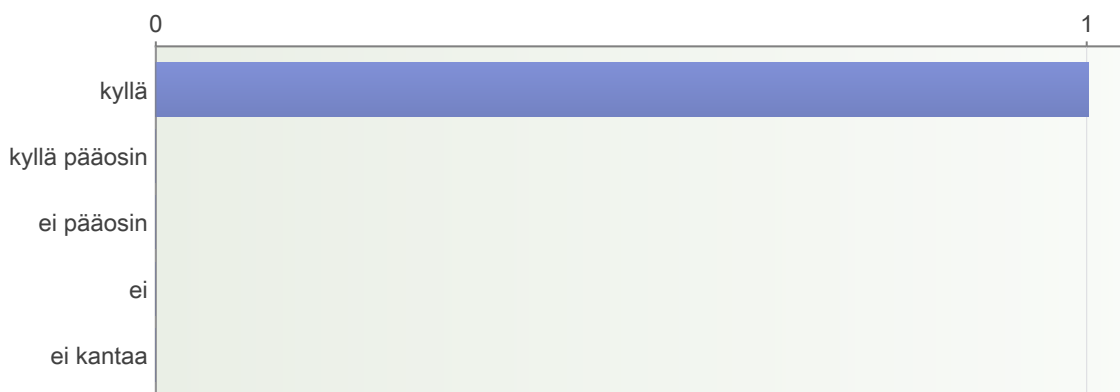 0 1
kyllä
kyllä pääosin
ei pääosin
ei
ei kantaa